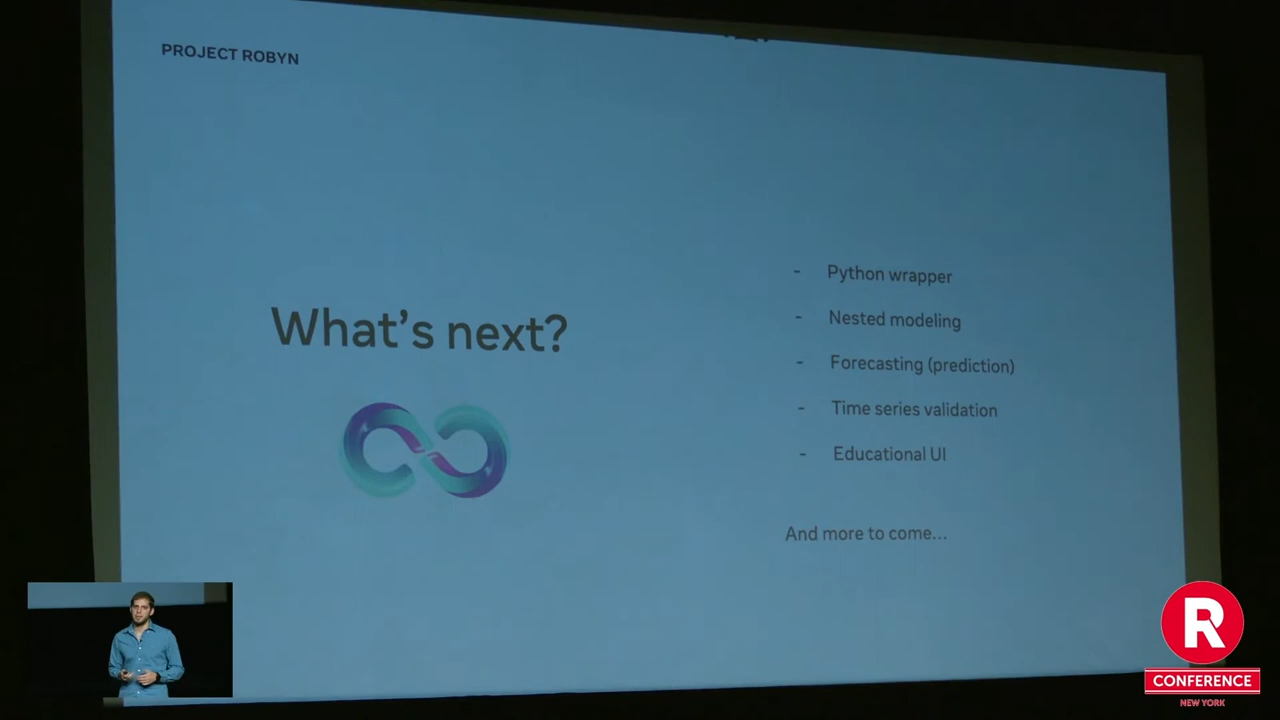 PROJECT ROBYN
What's next?
- Python wrapper
- Nested modeling
- Forecasting (prediction)
- Time series validation
- Educational UI
And more to come...
R
CONFERENCE
NEW YORK